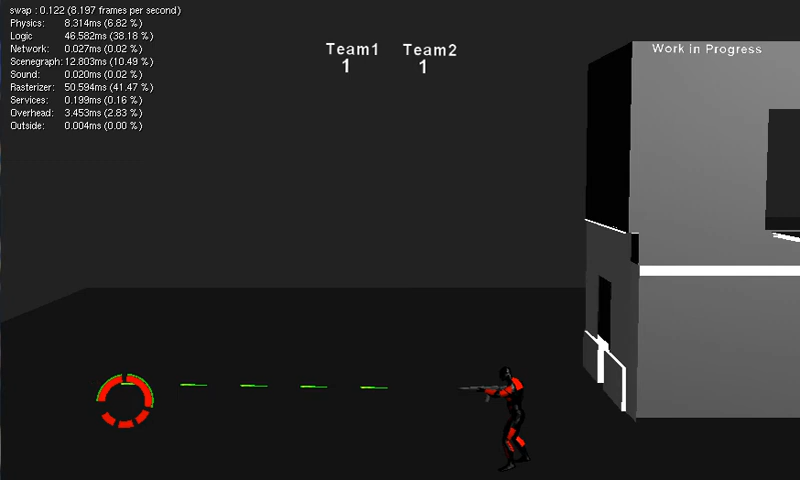 swap : 0.122 (8.197 frames per second)
Physics: 8.314ms (6.82 %)
Logic 46.582ms (38.18 %)
Network: 0.027ms (0.02 %)
Scenegraph: 12.803ms (10.49 %)
Sound: 0.020ms (0.02 %)
Rasterizer: 50.594ms (41.47 %)
Services: 0.199ms (0.16 %)
Overhead: 3.453ms (2.83 %)
Outside: 0.004ms (0.00 %)
Team1 Team2
1 1
Work in Progress